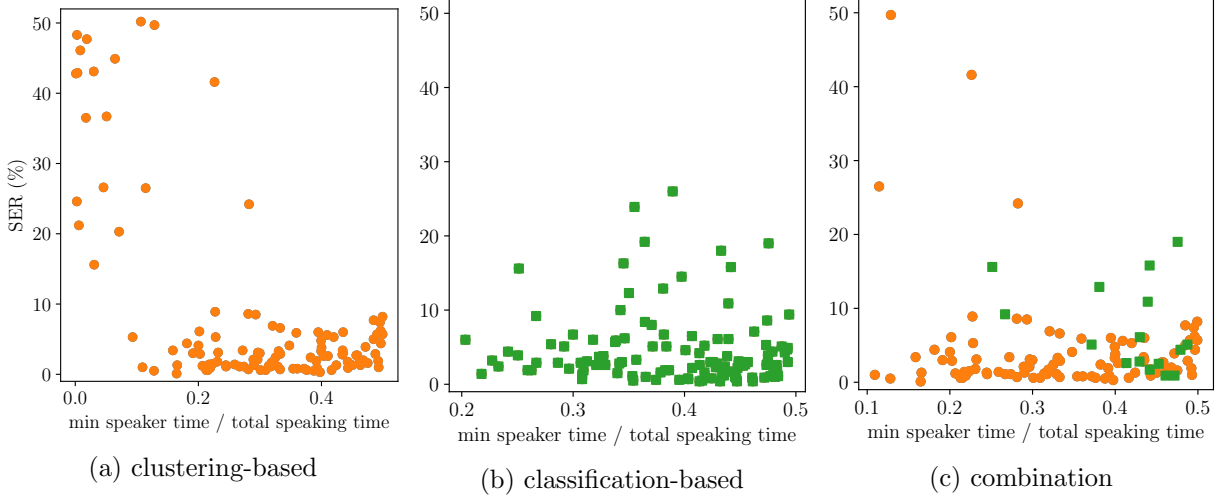 50
40
30
20
10
0
SER (%)
0.0 0.2 0.4
min speaker time / total speaking time
(a) clustering-based
50
40
30
20
10
0
0.2 0.3 0.4 0.5
min speaker time / total speaking time
(b) classification-based
50
40
30
20
10
0
0.1 0.2 0.3 0.4 0.5
min speaker time / total speaking time
(c) combination